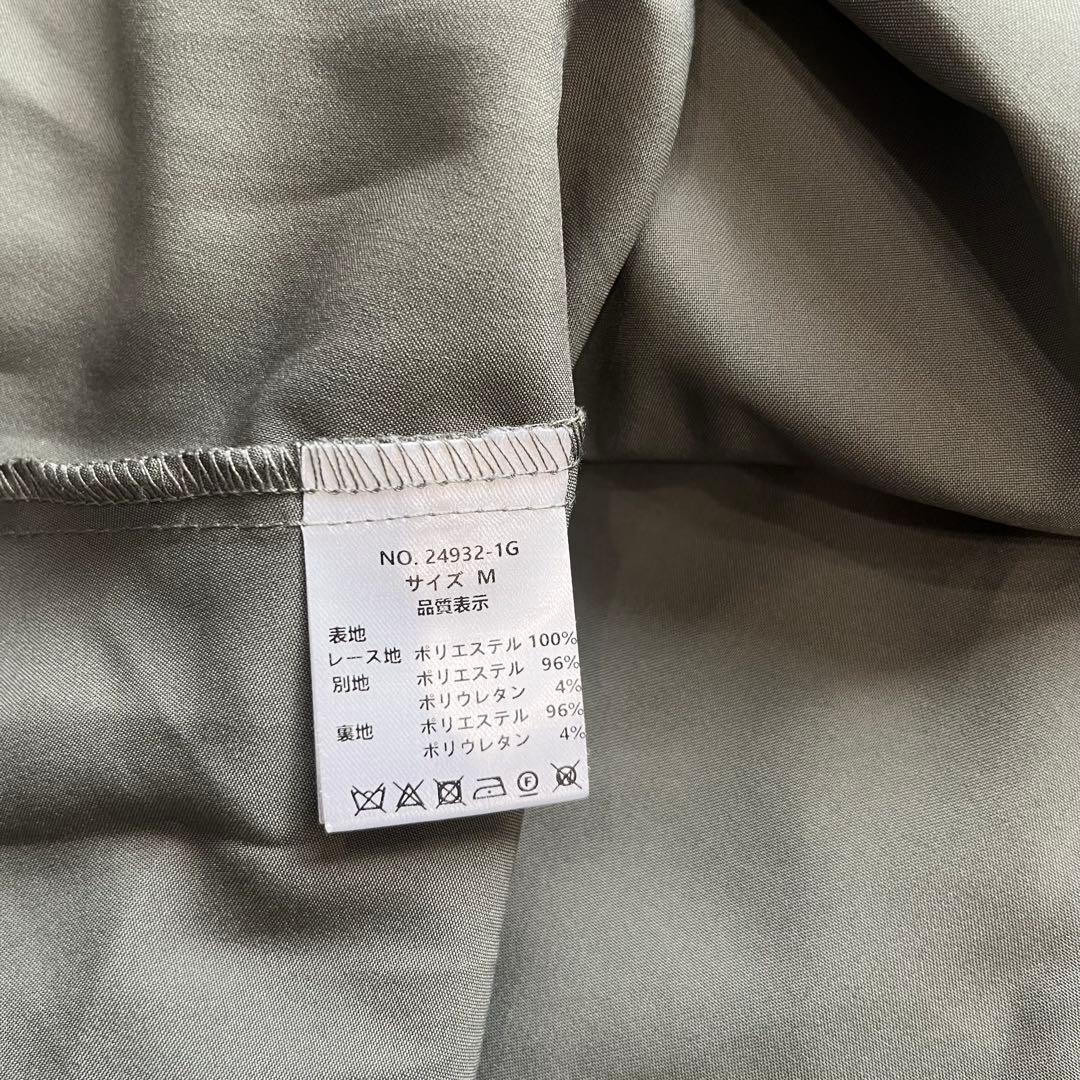 NO. 24932-1G
サイズ M
品質表示
表地
レース地 ポリエステル 100%
別地 ポリエステル 96%
ポリウレタン 4%
裏地 ポリエステル 96%
ポリウレタン 4%
F W